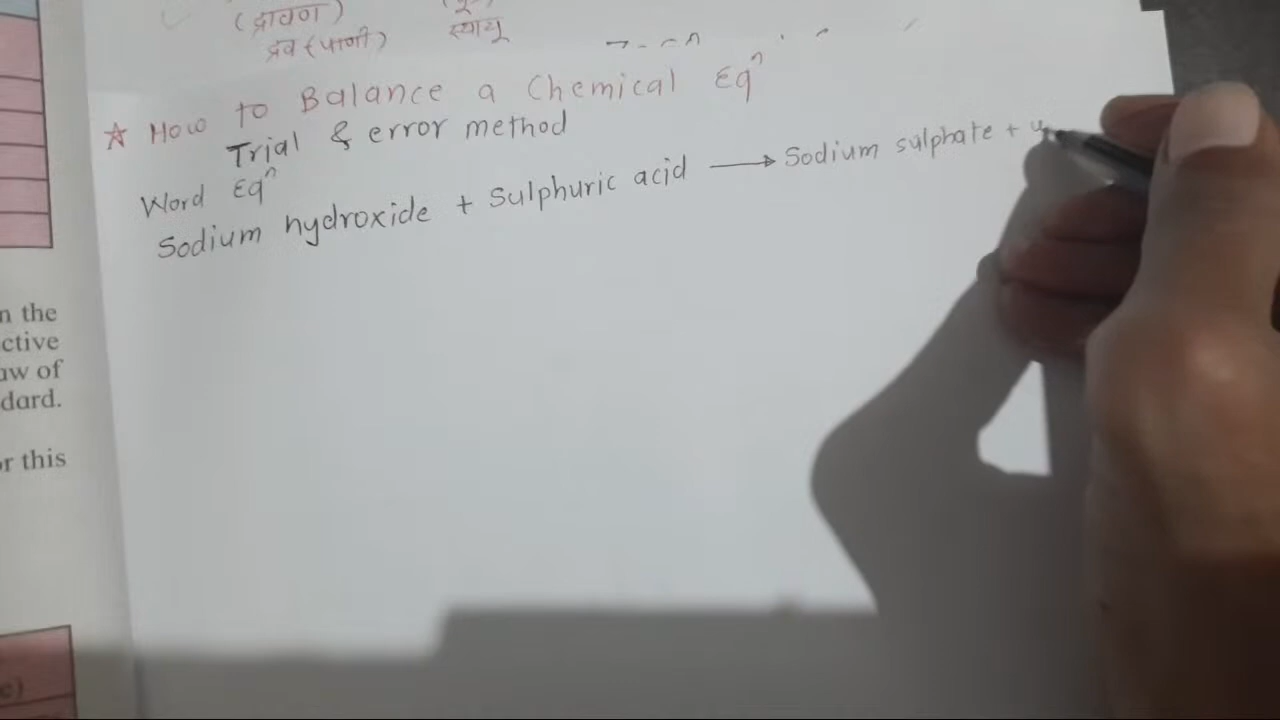 (द्रावण)
द्रव (पाणी)
स्थायू
☆ How to Balance a Chemical Eqⁿ
Trial & error method
Word Eqⁿ
Sodium hydroxide + Sulphuric acid ⟶ Sodium sulphate +
n the
ctive
aw of
dard.
or this